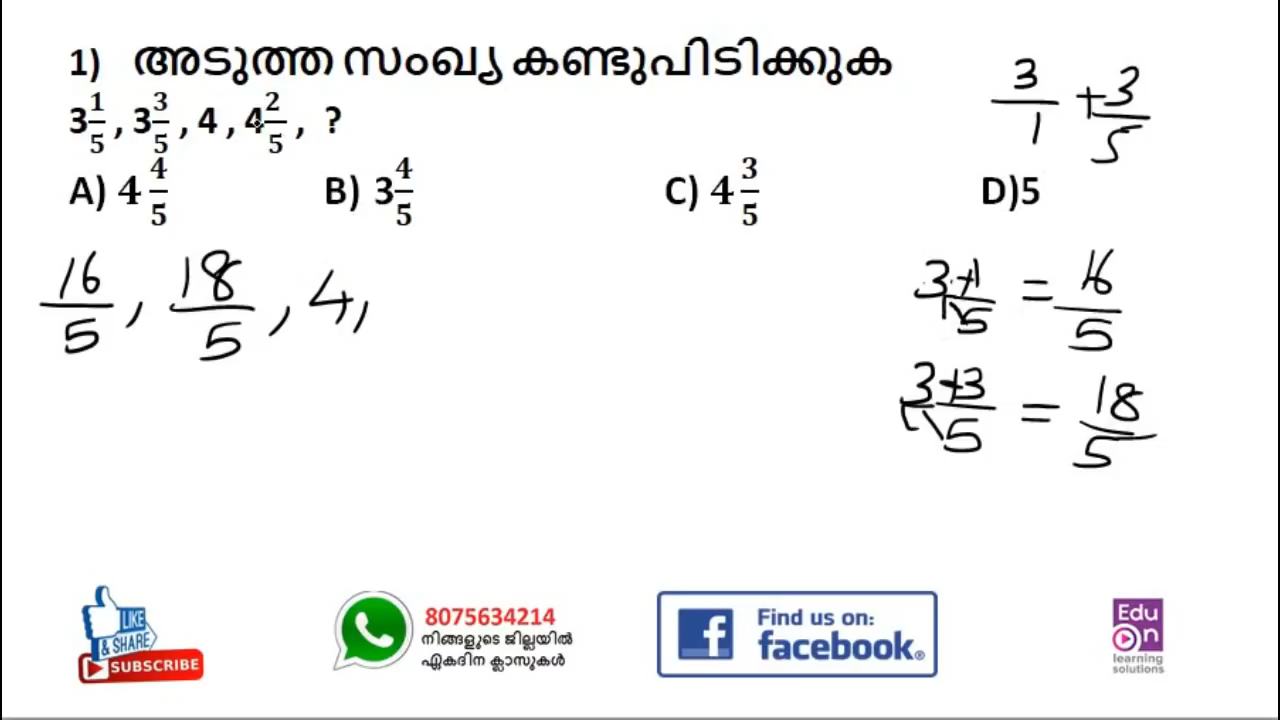 1) അടുത്ത സംഖ്യ കണ്ടുപിടിക്കുക
3 1/5 , 3 3/5 , 4 , 4 2/5 , ?
A) 4 4/5 B) 3 4/5 C) 4 3/5 D)5
3/1 + 3/5
16/5 , 18/5 , 4 ,
3/1 + 1/5 = 16/5
3/1 + 3/5 = 18/5
LIKE
& SHARE
SUBSCRIBE
8075634214
നിങ്ങളുടെ ജില്ലയിൽ
ഏകദിന ക്ലാസുകൾ
Find us on:
facebook®
Edu
On
learning
solutions